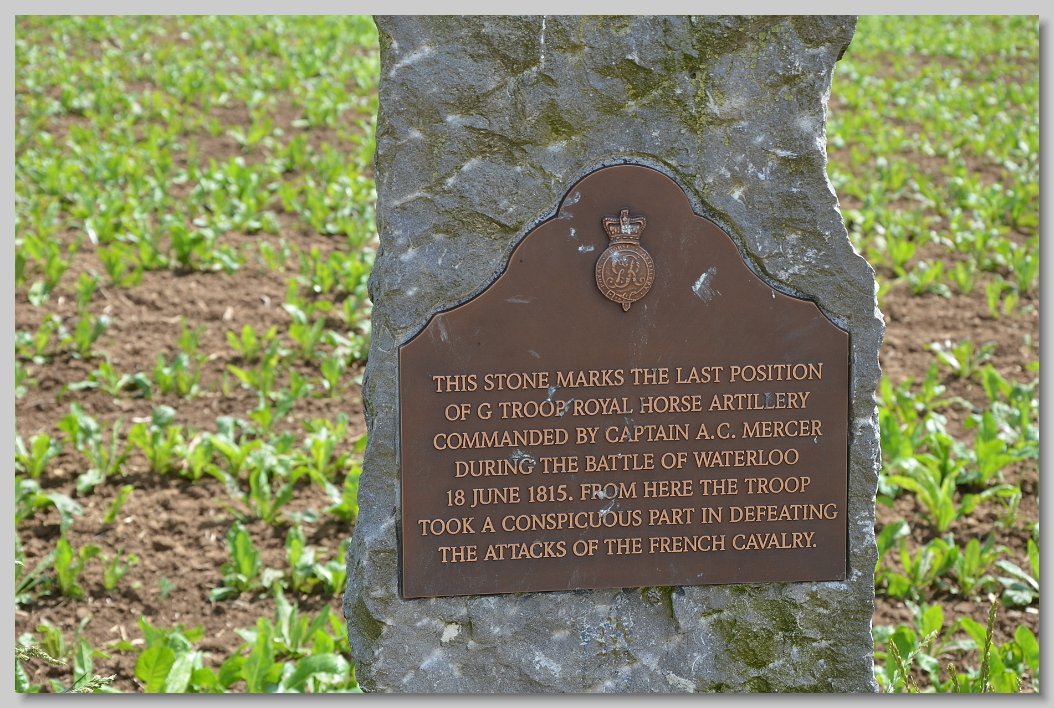 GR
THIS STONE MARKS THE LAST POSITION
OF G TROOP ROYAL HORSE ARTILLERY
COMMANDED BY CAPTAIN A.C. MERCER
DURING THE BATTLE OF WATERLOO
18 JUNE 1815. FROM HERE THE TROOP
TOOK A CONSPICUOUS PART IN DEFEATING
THE ATTACKS OF THE FRENCH CAVALRY.